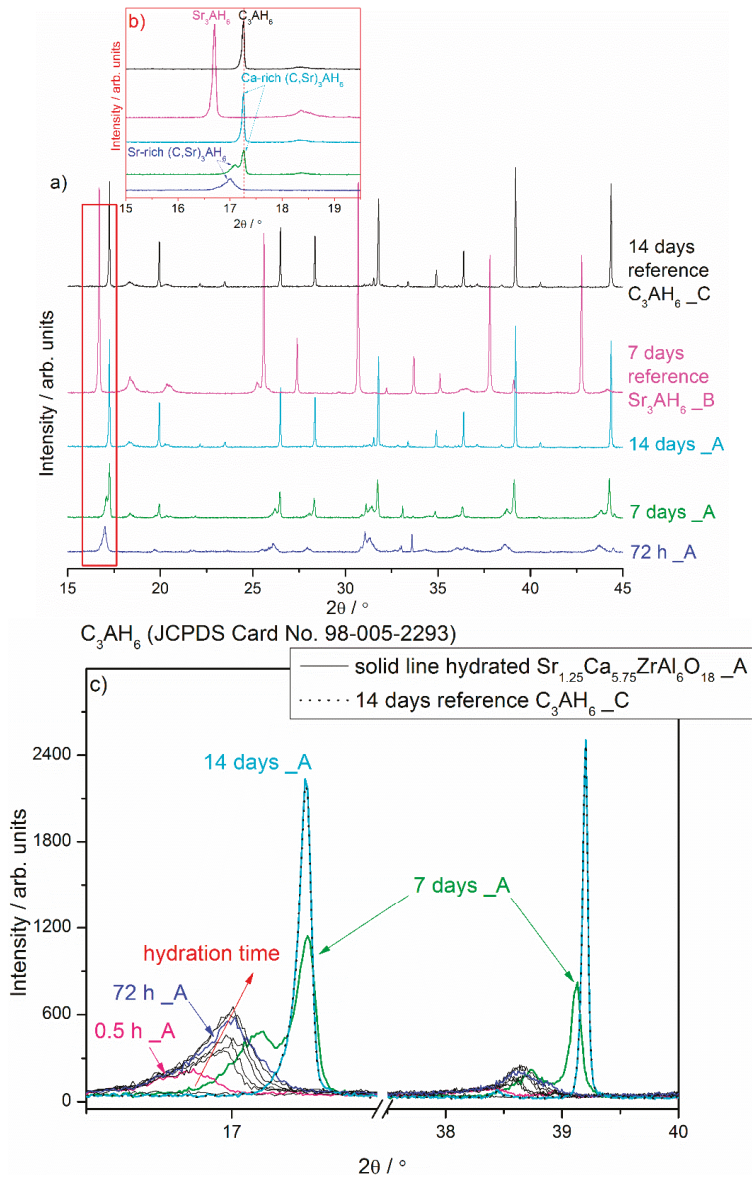 b)
Sr₃AH₆
C₃AH₆
Ca-rich (C,Sr)₃AH₆
Sr-rich (C,Sr)₃AH₆
Intensity / arb. units
15 16 17 18 19
2θ / °
a)
14 days
reference
C₃AH₆ _C
7 days
reference
Sr₃AH₆ _B
14 days _A
7 days _A
72 h _A
Intensity / arb. units
15 20 25 30 35 40 45
2θ / °
C₃AH₆ (JCPDS Card No. 98-005-2293)
c)
solid line hydrated Sr₁.₂₅Ca₅.₇₅ZrAl₆O₁₈ _A
14 days reference C₃AH₆ _C
14 days _A
7 days _A
hydration time
72 h _A
0.5 h _A
Intensity / arb. units
2400
1800
1200
600
0
17 38 39 40
2θ / °